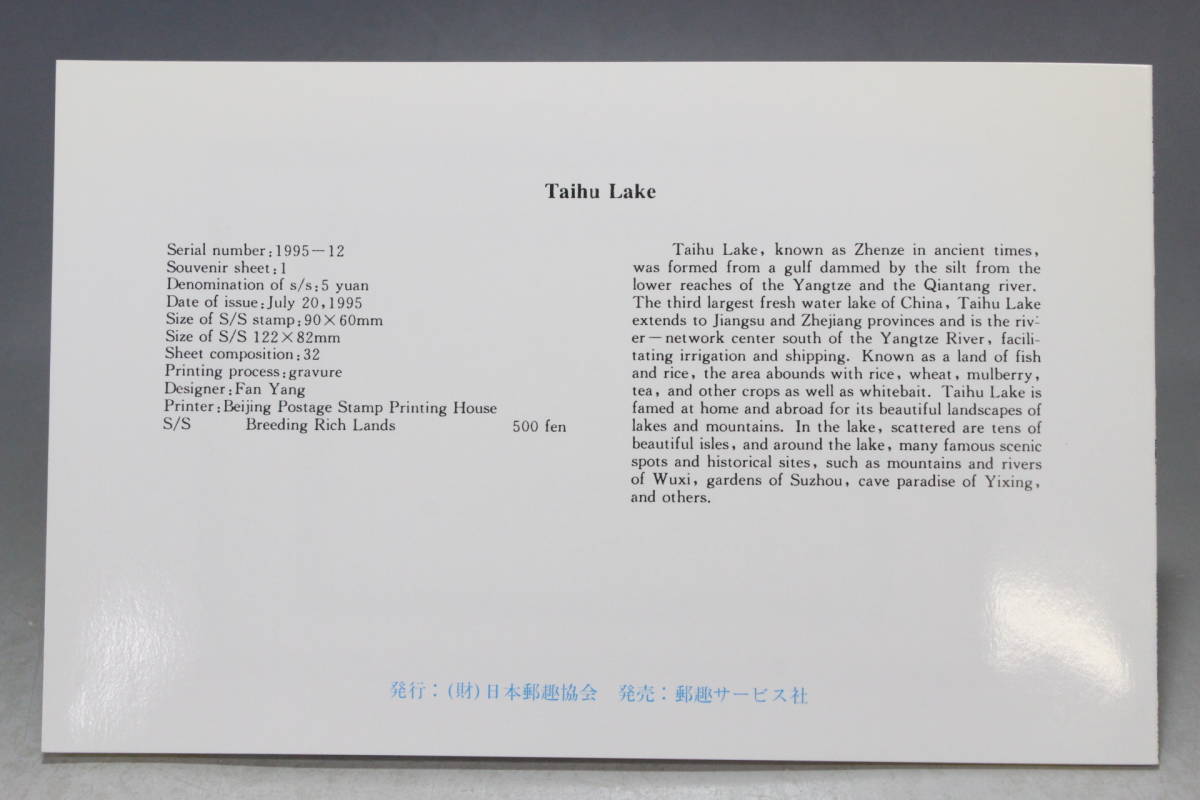 Taihu Lake
Serial number:1995—12
Souvenir sheet:1
Denomination of s/s:5 yuan
Date of issue:July 20,1995
Size of S/S stamp:90×60mm
Size of S/S 122×82mm
Sheet composition:32
Printing process:gravure
Designer:Fan Yang
Printer:Beijing Postage Stamp Printing House
S/S Breeding Rich Lands 500 fen
Taihu Lake, known as Zhenze in ancient times,
was formed from a gulf dammed by the silt from the
lower reaches of the Yangtze and the Qiantang river.
The third largest fresh water lake of China, Taihu Lake
extends to Jiangsu and Zhejiang provinces and is the riv-
er—network center south of the Yangtze River, facili-
tating irrigation and shipping. Known as a land of fish
and rice, the area abounds with rice, wheat, mulberry,
tea, and other crops as well as whitebait. Taihu Lake is
famed at home and abroad for its beautiful landscapes of
lakes and mountains. In the lake, scattered are tens of
beautiful isles, and around the lake, many famous scenic
spots and historical sites, such as mountains and rivers
of Wuxi, gardens of Suzhou, cave paradise of Yixing,
and others.
発行：(財)日本郵趣協会　発売：郵趣サービス社